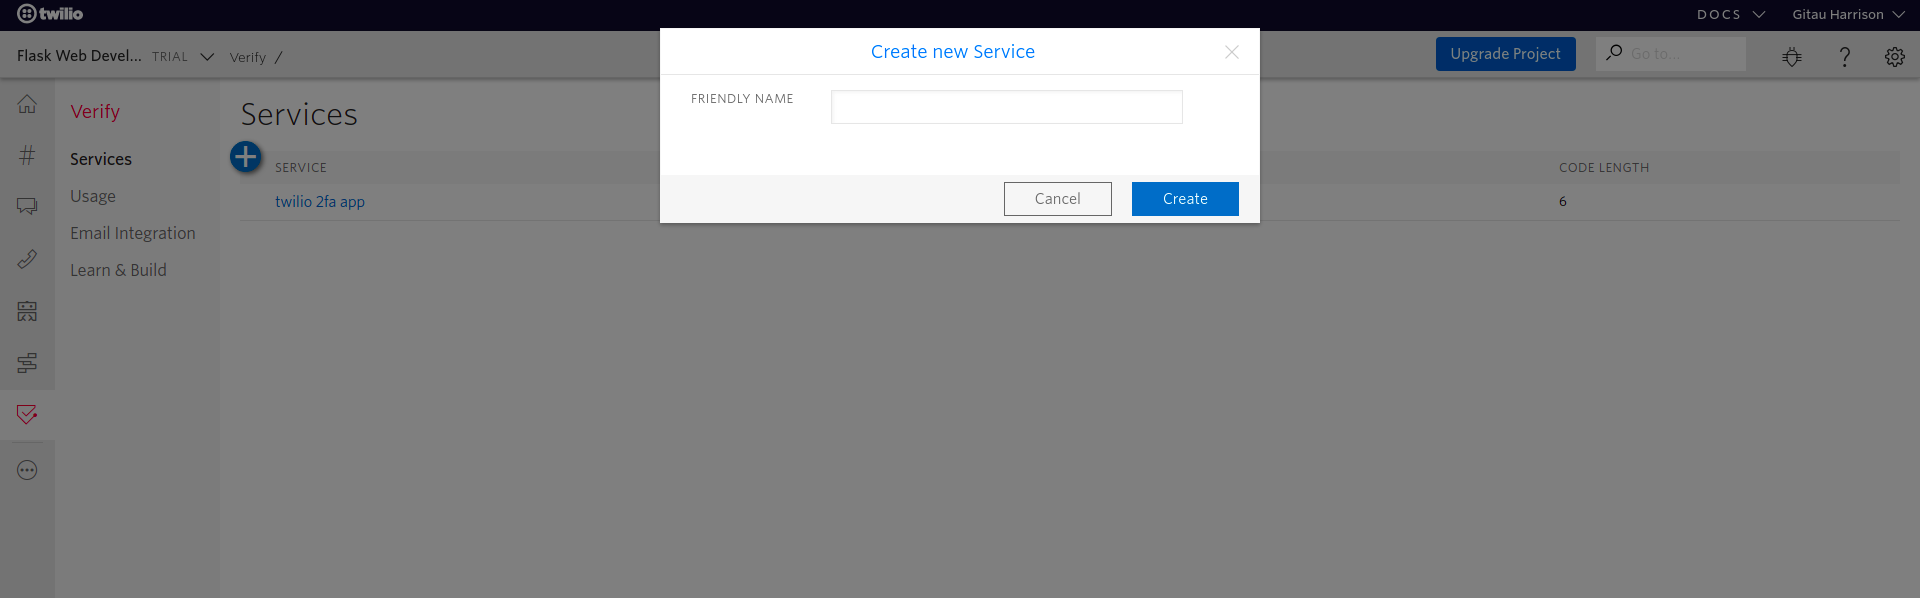 twilio
DOCS
Gitau Harrison
Flask Web Devel... TRIAL
Verify /
Create new Service
Upgrade Project
Go to...
FRIENDLY NAME
Cancel
Create
Verify
Services
Usage
Email Integration
Learn & Build
Services
SERVICE
CODE LENGTH
twilio 2fa app
6